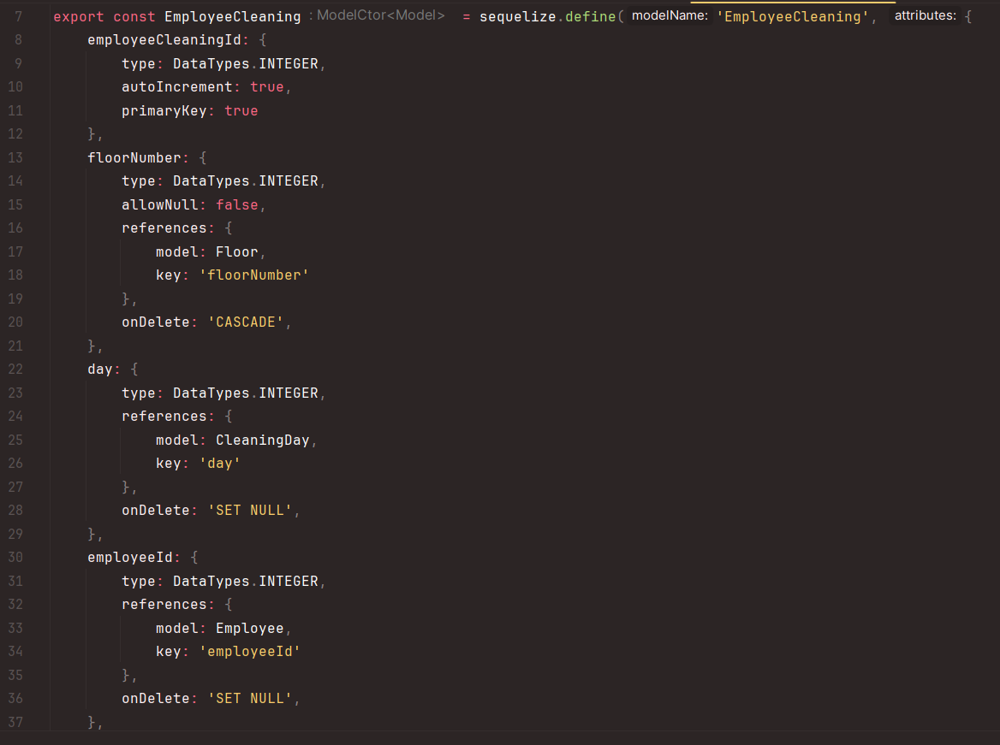 7 export const EmployeeCleaning : ModelCtor<Model> = sequelize.define( modelName: 'EmployeeCleaning', attributes: {
8 employeeCleaningId: {
9 type: DataTypes.INTEGER,
10 autoIncrement: true,
11 primaryKey: true
12 },
13 floorNumber: {
14 type: DataTypes.INTEGER,
15 allowNull: false,
16 references: {
17 model: Floor,
18 key: 'floorNumber'
19 },
20 onDelete: 'CASCADE',
21 },
22 day: {
23 type: DataTypes.INTEGER,
24 references: {
25 model: CleaningDay,
26 key: 'day'
27 },
28 onDelete: 'SET NULL',
29 },
30 employeeId: {
31 type: DataTypes.INTEGER,
32 references: {
33 model: Employee,
34 key: 'employeeId'
35 },
36 onDelete: 'SET NULL',
37 },